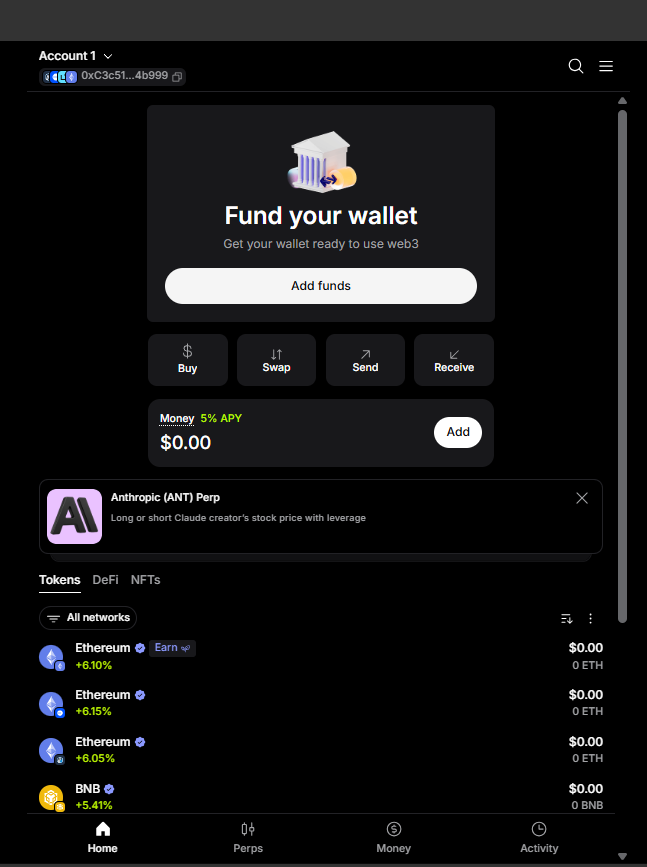 Account 1
0xC3c51...4b999
Fund your wallet
Get your wallet ready to use web3
Add funds
Buy
Swap
Send
Receive
Money 5% APY
$0.00
Add
Anthropic (ANT) Perp
Long or short Claude creator's stock price with leverage
Tokens DeFi NFTs
All networks
Ethereum Earn $0.00
+6.10% 0 ETH
Ethereum $0.00
+6.15% 0 ETH
Ethereum $0.00
+6.05% 0 ETH
BNB $0.00
+5.41% 0 BNB
Home Perps Money Activity